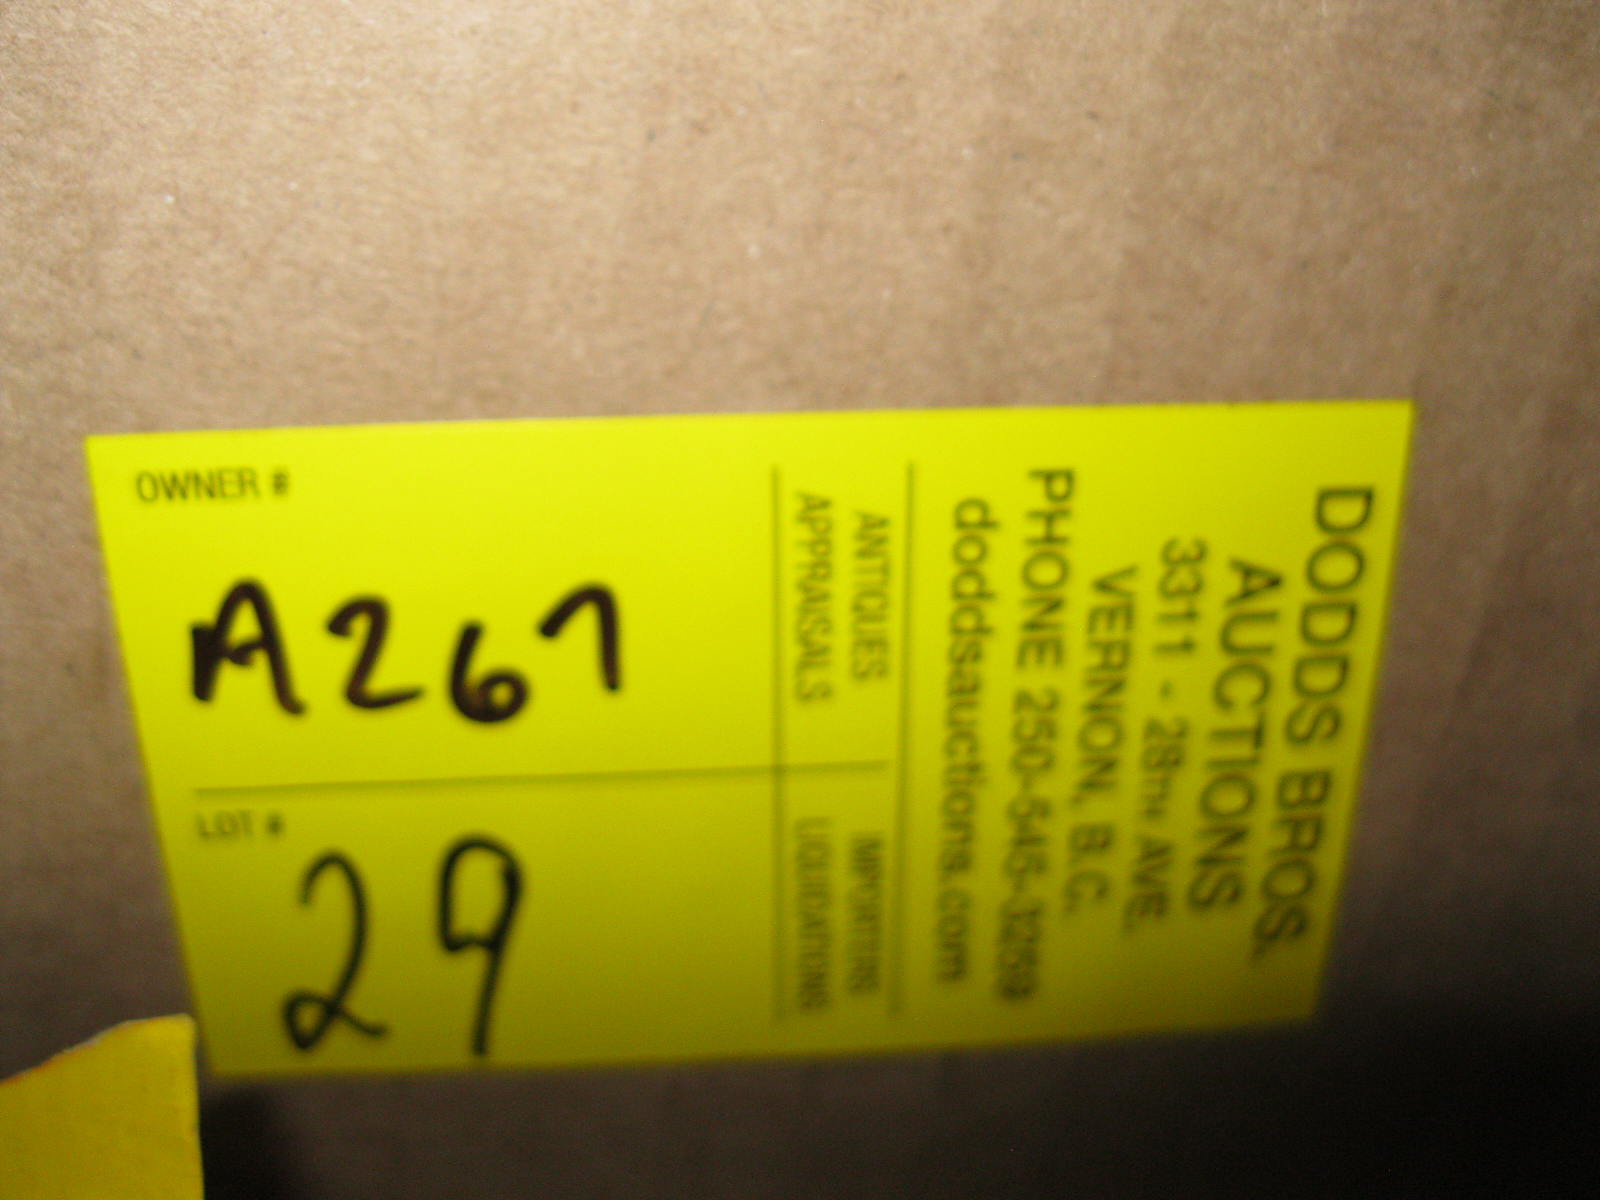 DODDS BROS.
AUCTIONS
3311 - 28TH AVE.
VERNON, B.C.
PHONE 250-545-3259
doddsauctions.com
ANTIQUES
APPRAISALS
IMPORTERS
LIQUIDATIONS
OWNER #
A267
LOT #
29